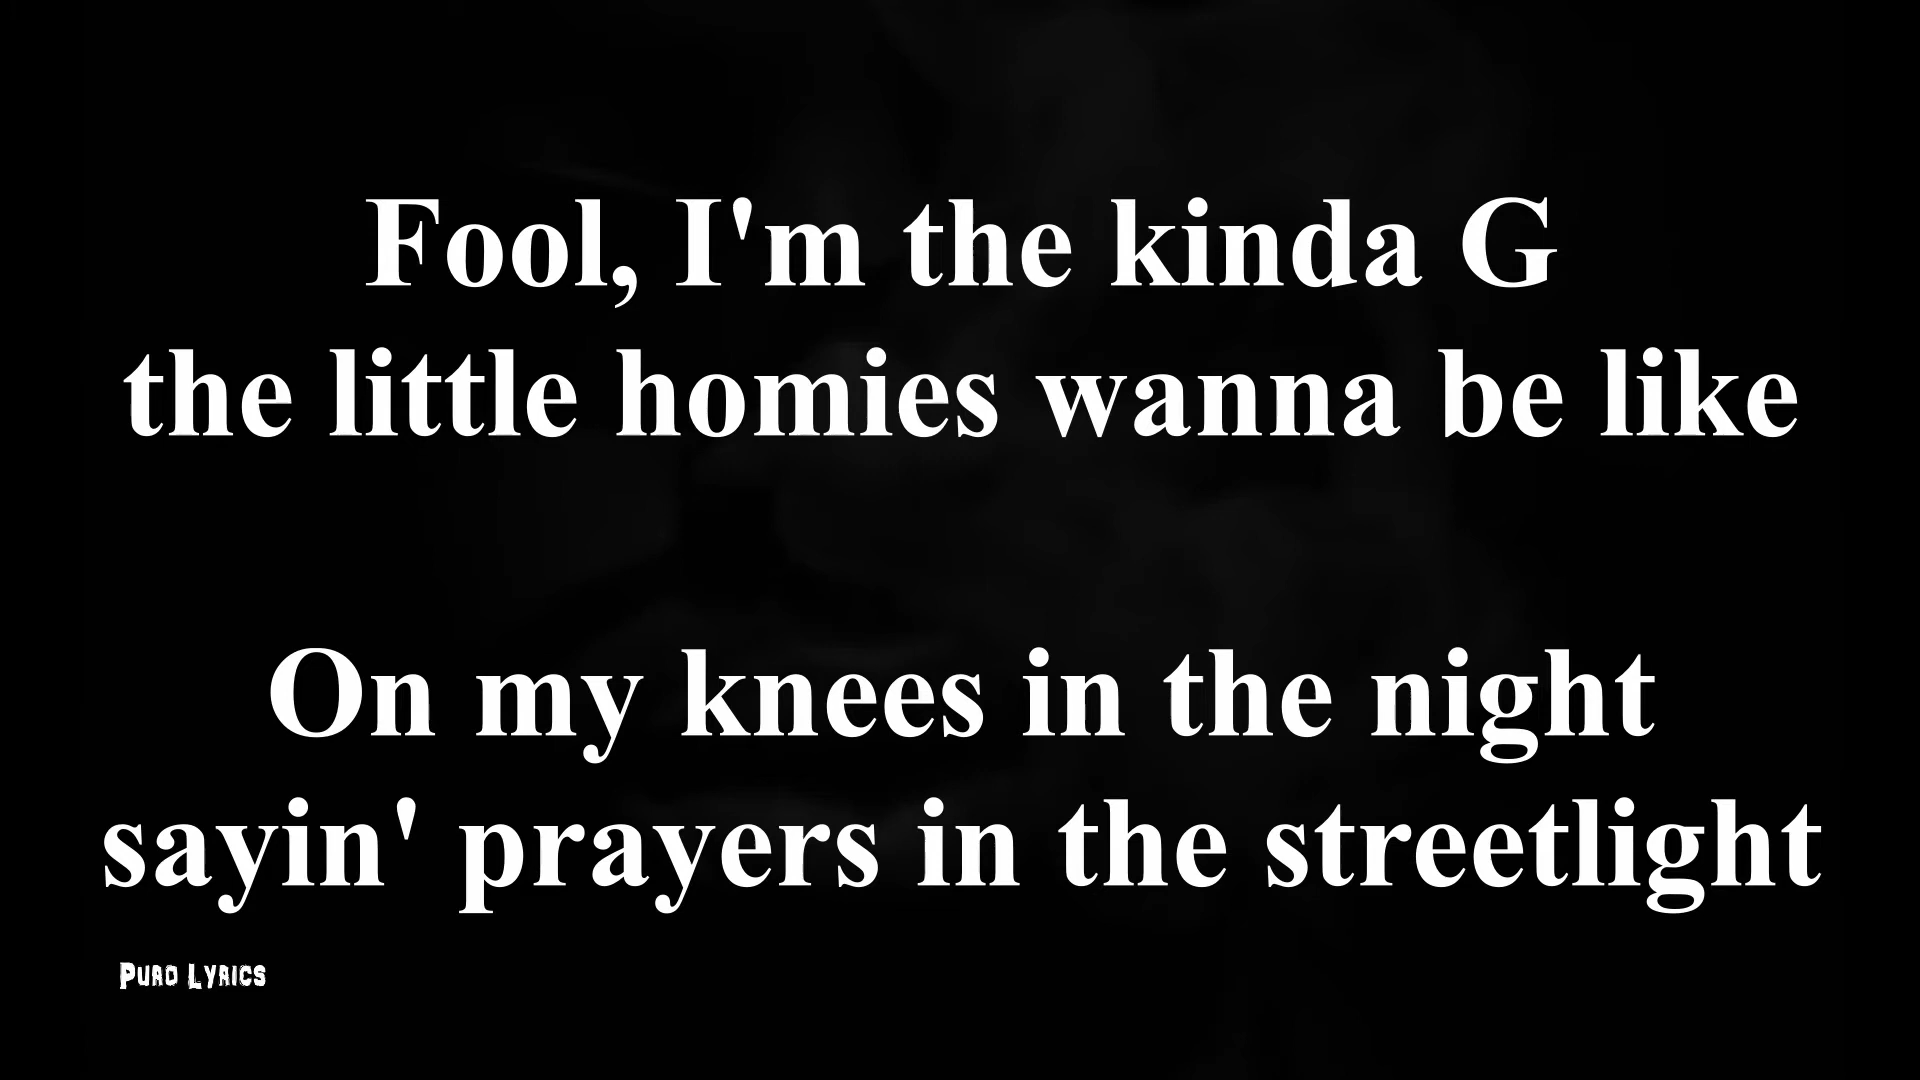 Fool, I'm the kinda G
the little homies wanna be like
On my knees in the night
sayin' prayers in the streetlight
Puro Lyrics